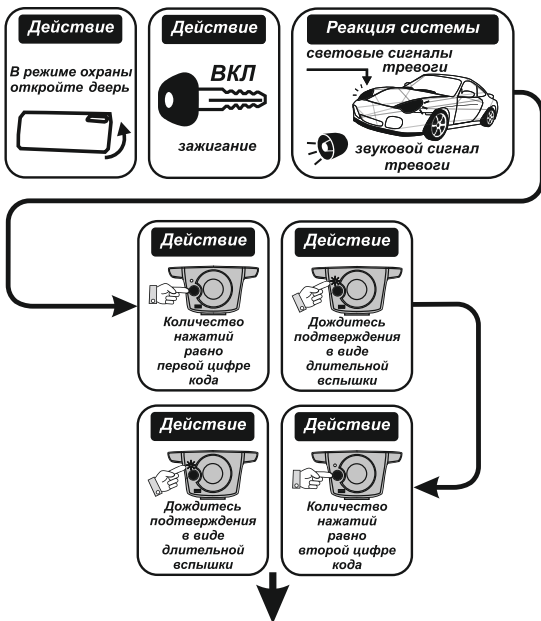 Действие
В режиме охраны
откройте дверь
Действие
ВКЛ
зажигание
Реакция системы
световые сигналы
тревоги
звуковой сигнал
тревоги
Действие
Количество
нажатий
равно
первой цифре
кода
Действие
Дождитесь
подтверждения
в виде
длительной
вспышки
Действие
Количество
нажатий
равно
второй цифре
кода
Действие
Дождитесь
подтверждения
в виде
длительной
вспышки